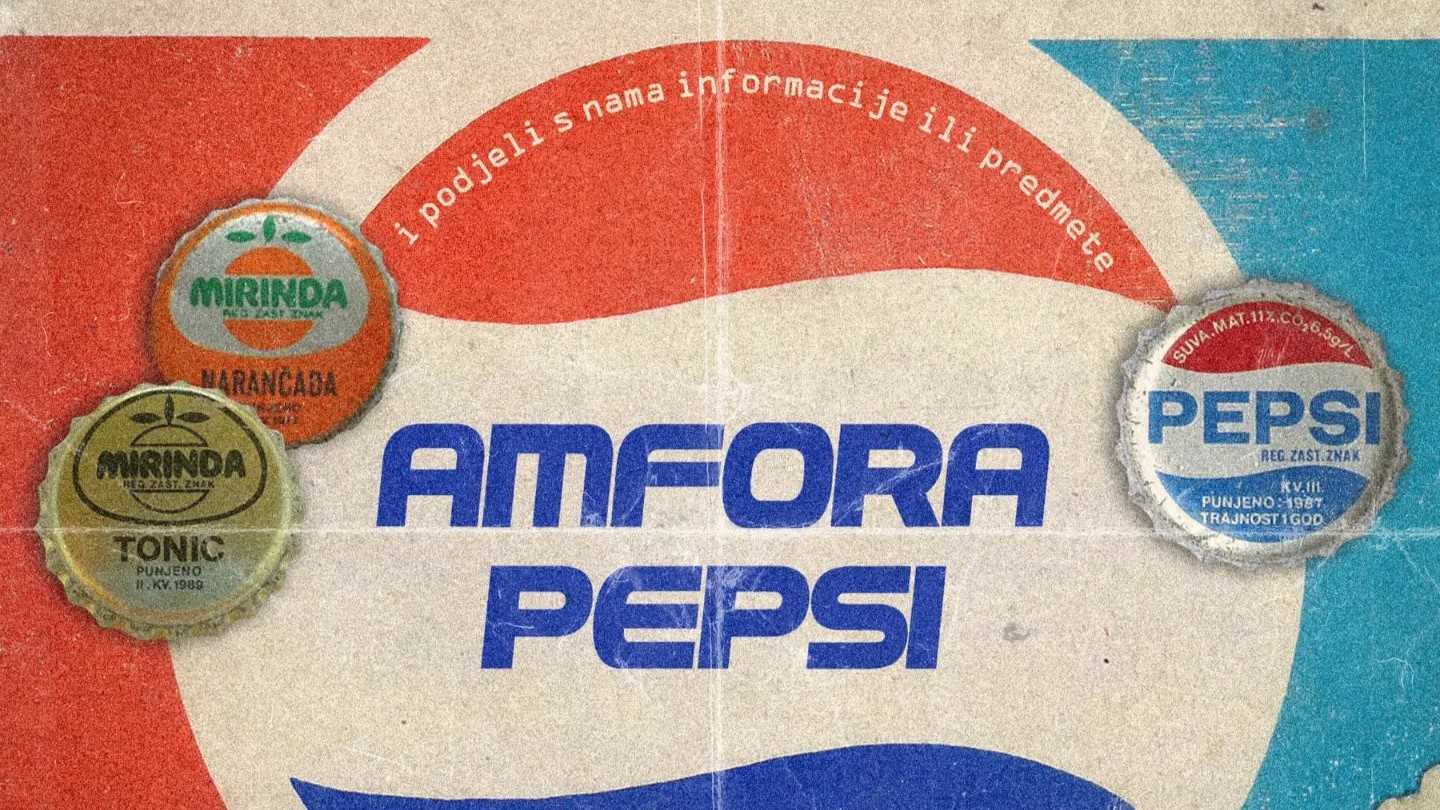 i podjeli s nama informacije ili predmete
MIRINDA
REG. ZAST. ZNAK
NARANČADA
MIRINDA
REG. ZAST. ZNAK
TONIC
PUNJENO
II. KV. 1989
AMFORA
PEPSI
SUVA.MAT.11%.CO₂6,5g/L
PEPSI
REG. ZAST. ZNAK
KV.III
PUNJENO:1987
TRAJNOST 1 GOD